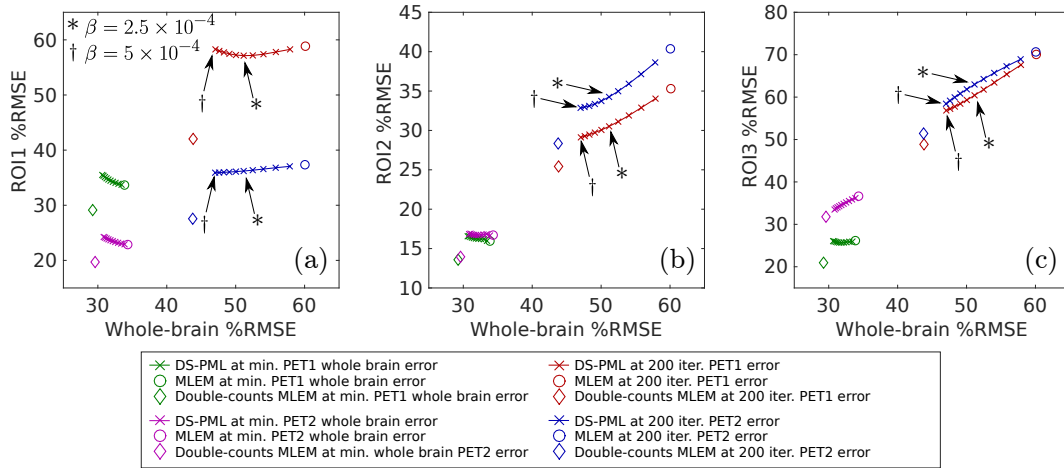 ∗ β = 2.5 × 10⁻⁴
† β = 5 × 10⁻⁴
ROI1 %RMSE
60
50
40
30
20
†
∗
†
∗
(a)
30 40 50 60
Whole-brain %RMSE
ROI2 %RMSE
45
40
35
30
25
20
15
10
∗
†
∗
†
(b)
30 40 50 60
Whole-brain %RMSE
ROI3 %RMSE
80
70
60
50
40
30
20
∗
†
∗
†
(c)
30 40 50 60
Whole-brain %RMSE
DS-PML at min. PET1 whole brain error
MLEM at min. PET1 whole brain error
Double-counts MLEM at min. PET1 whole brain error
DS-PML at min. PET2 whole brain error
MLEM at min. PET2 whole brain error
Double-counts MLEM at min. whole brain PET2 error
DS-PML at 200 iter. PET1 error
MLEM at 200 iter. PET1 error
Double-counts MLEM at 200 iter. PET1 error
DS-PML at 200 iter. PET2 error
MLEM at 200 iter. PET2 error
Double-counts MLEM at 200 iter. PET2 error